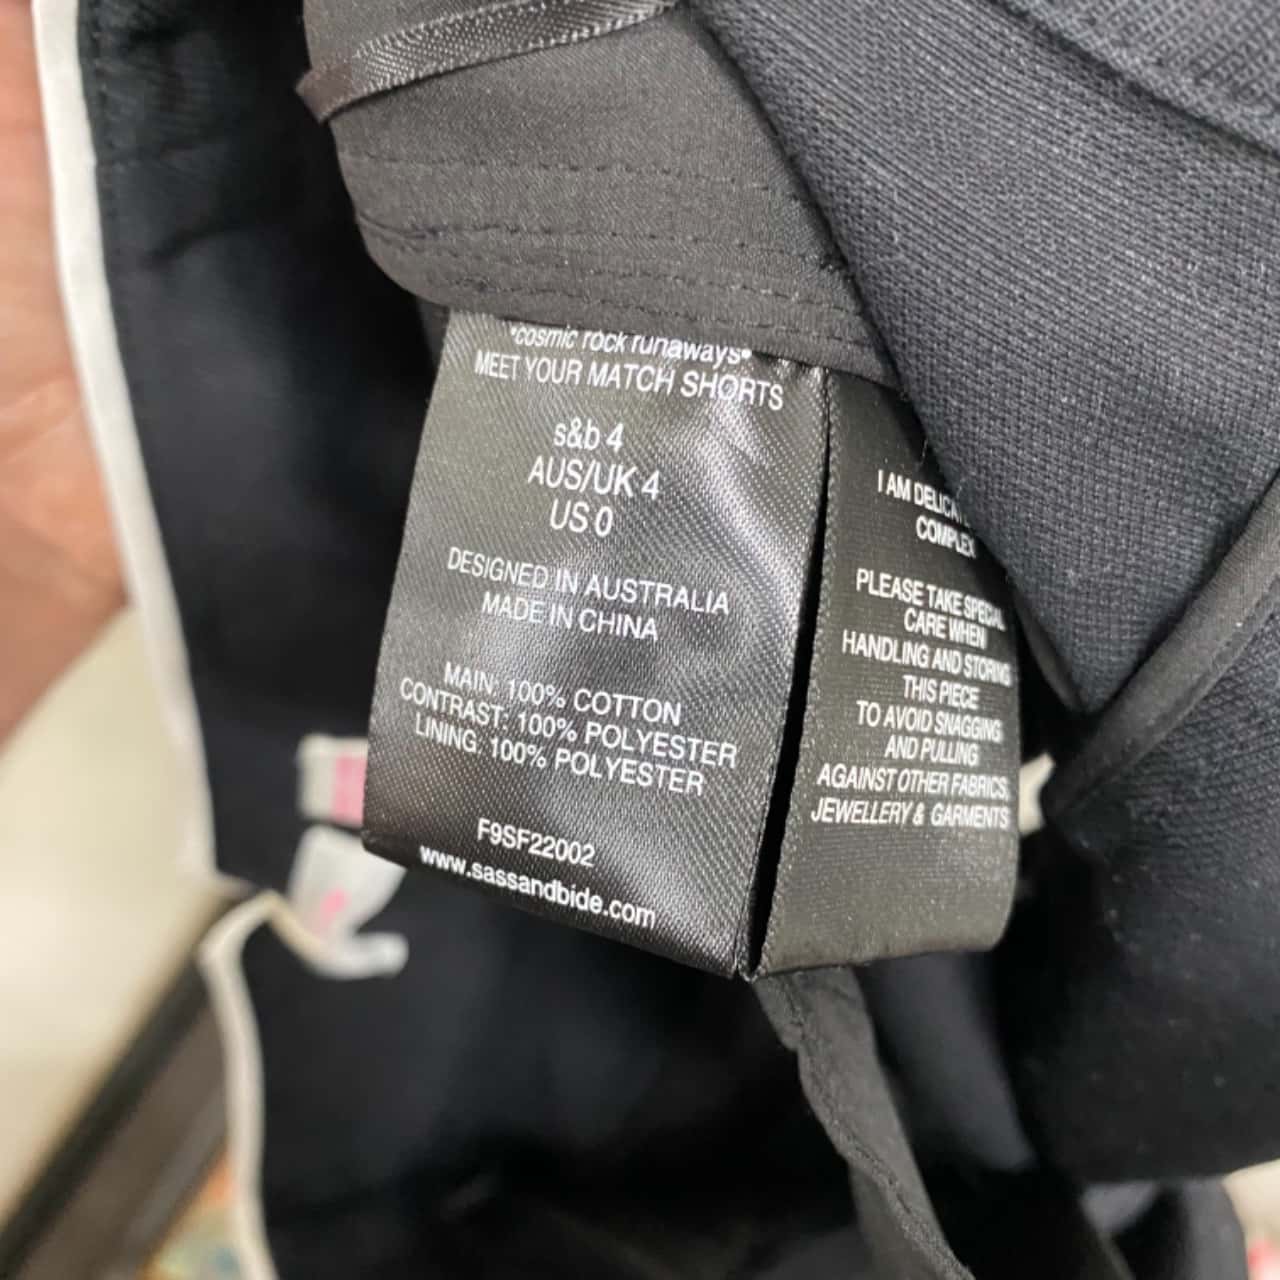 *cosmic rock runaways*
MEET YOUR MATCH SHORTS
s&b 4
AUS/UK 4
US 0
DESIGNED IN AUSTRALIA
MADE IN CHINA
MAIN: 100% COTTON
CONTRAST: 100% POLYESTER
LINING: 100% POLYESTER
F9SF22002
www.sassandbide.com
I AM DELICATE
COMPLEX
PLEASE TAKE SPECIAL
CARE WHEN
HANDLING AND STORING
THIS PIECE
TO AVOID SNAGGING
AND PULLING
AGAINST OTHER FABRICS,
JEWELLERY & GARMENTS